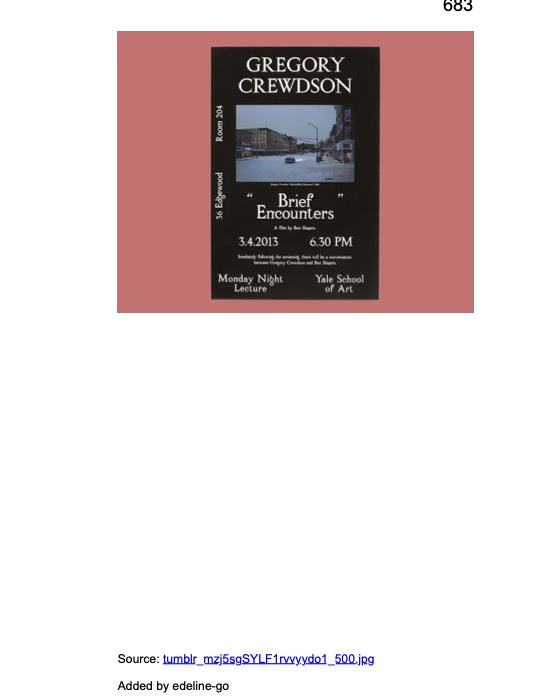 683
GREGORY
CREWDSON
Room 204
36 Edgewood
“ Brief ”
Encounters
A film by Ben Shapiro
3.4.2013 6.30 PM
following the screening, there will be a conversation
between Gregory Crewdson and Ben Shapiro
Monday Night Yale School
Lecture of Art
Source: tumblr_mzj5sgSYLF1rvvyydo1_500.jpg
Added by edeline-go